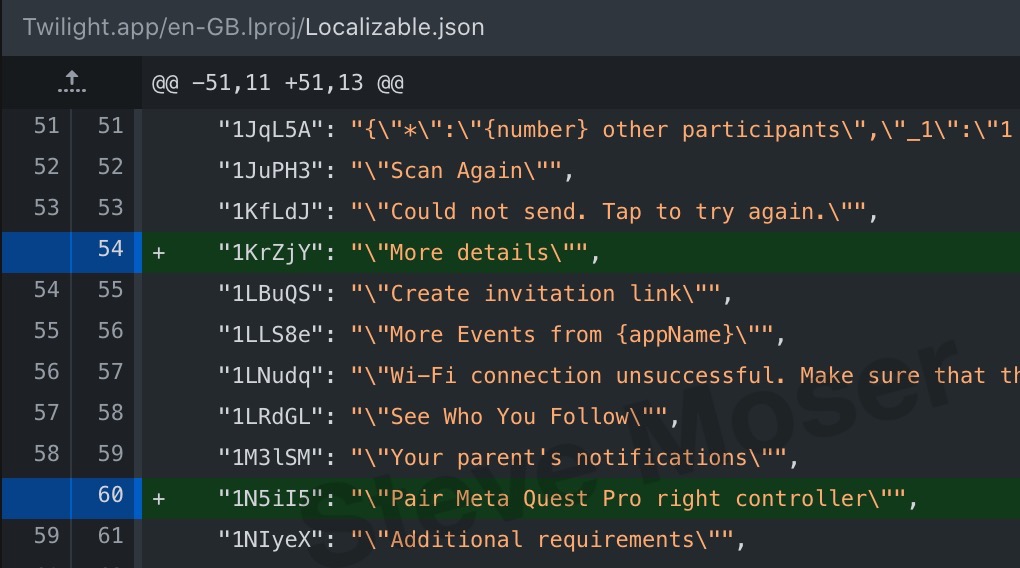 Twilight.app/en-GB.lproj/Localizable.json
@@ -51,11 +51,13 @@
51 51 "1JqL5A": "{\"*\":\"{number} other participants\",\"_1\":\"1
52 52 "1JuPH3": "\"Scan Again\"",
53 53 "1KfLdJ": "\"Could not send. Tap to try again.\"",
54 + "1KrZjY": "\"More details\"",
54 55 "1LBuQS": "\"Create invitation link\"",
55 56 "1LLS8e": "\"More Events from {appName}\"",
56 57 "1LNudq": "\"Wi-Fi connection unsuccessful. Make sure that th
57 58 "1LRdGL": "\"See Who You Follow\"",
58 59 "1M3lSM": "\"Your parent's notifications\"",
60 + "1N5iI5": "\"Pair Meta Quest Pro right controller\"",
59 61 "1NIyeX": "\"Additional requirements\"",
Steve Moser